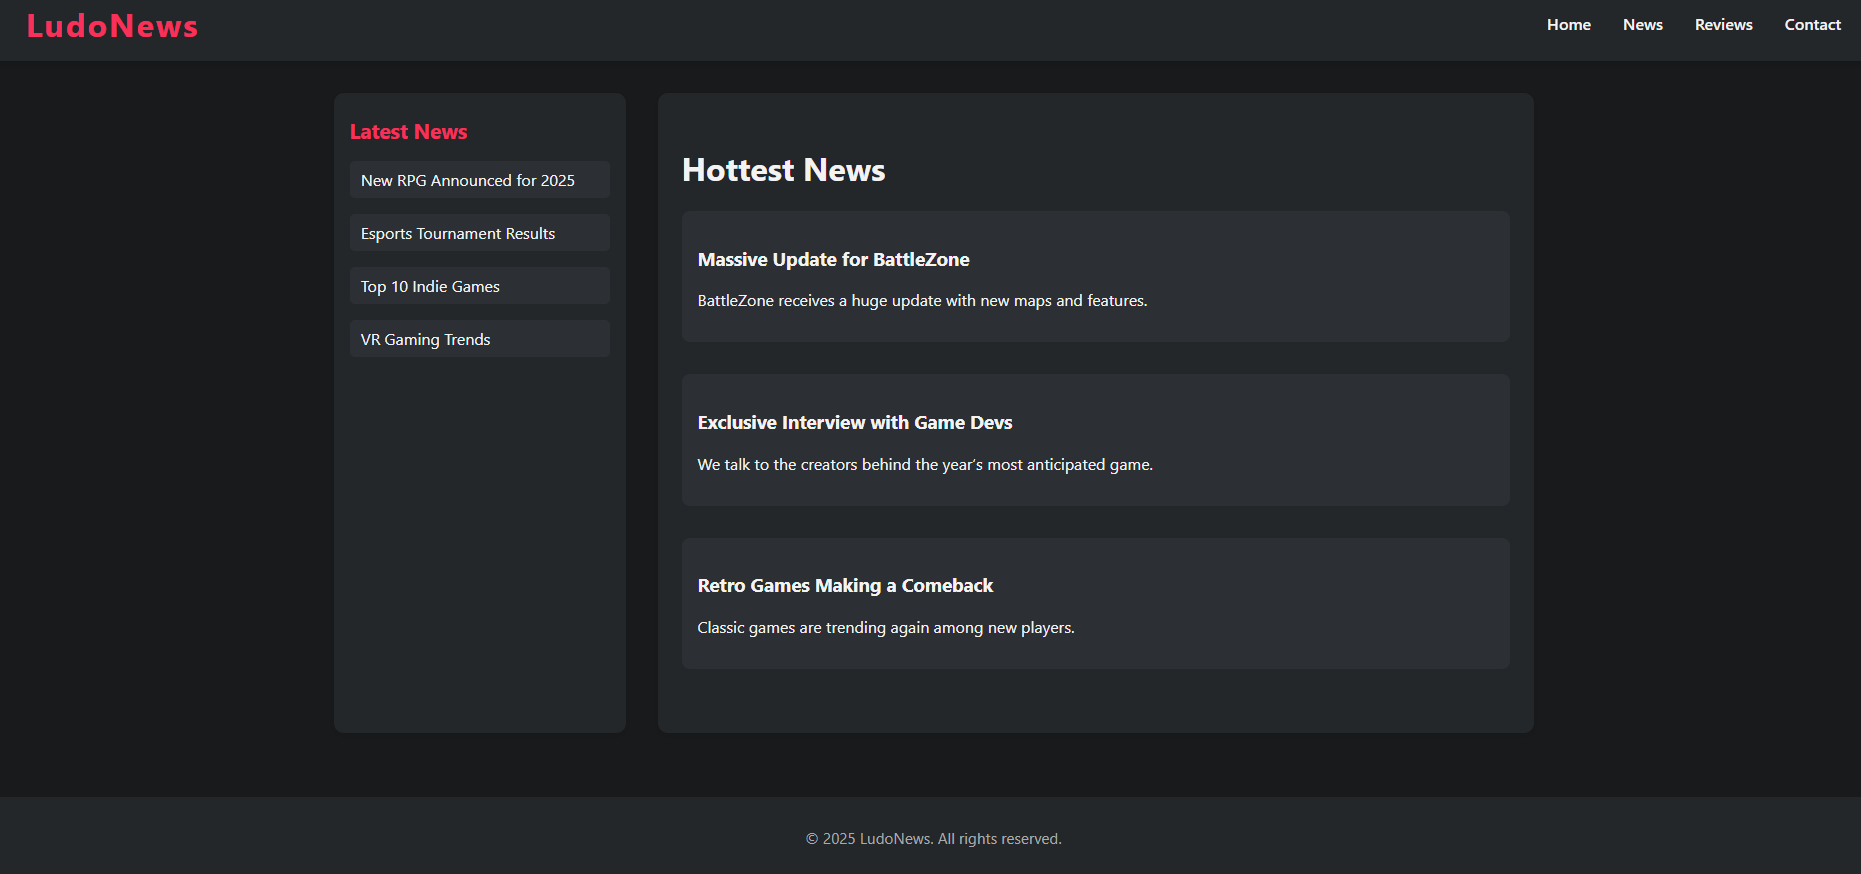 LudoNews
Home News Reviews Contact
Latest News
New RPG Announced for 2025
Esports Tournament Results
Top 10 Indie Games
VR Gaming Trends
Hottest News
Massive Update for BattleZone
BattleZone receives a huge update with new maps and features.
Exclusive Interview with Game Devs
We talk to the creators behind the year’s most anticipated game.
Retro Games Making a Comeback
Classic games are trending again among new players.
© 2025 LudoNews. All rights reserved.